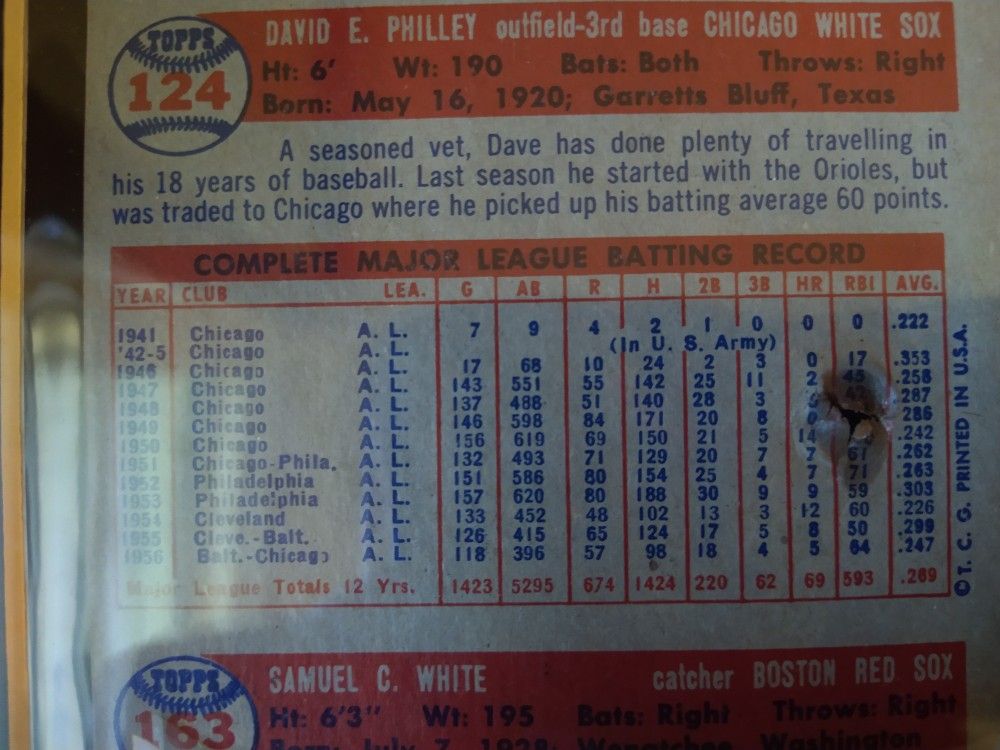 TOPPS
124
DAVID E. PHILLEY outfield-3rd base CHICAGO WHITE SOX
Ht: 6' Wt: 190 Bats: Both Throws: Right
Born: May 16, 1920; Garretts Bluff, Texas
A seasoned vet, Dave has done plenty of travelling in
his 18 years of baseball. Last season he started with the Orioles, but
was traded to Chicago where he picked up his batting average 60 points.
COMPLETE MAJOR LEAGUE BATTING RECORD
YEAR CLUB LEA. G AB R H 2B 3B HR RBI AVG.
1941 Chicago A. L. 7 9 4 2 1 0 0 0 .222
'42-5 Chicago A. L. (In U. S. Army)
1946 Chicago A. L. 17 68 10 24 2 3 0 17 .353
1947 Chicago A. L. 143 551 55 142 25 11 2 45 .258
1948 Chicago A. L. 137 488 51 140 28 3 .287
1949 Chicago A. L. 146 598 84 171 20 8 0 .286
1950 Chicago A. L. 156 619 69 150 21 5 14 .242
1951 Chicago-Phila. A. L. 132 493 71 129 20 7 7 61 .262
1952 Philadelphia A. L. 151 586 80 154 25 4 7 71 .263
1953 Philadelphia A. L. 157 620 80 188 30 9 9 59 .303
1954 Cleveland A. L. 133 452 48 102 13 3 12 60 .226
1955 Cleve.-Balt. A. L. 126 415 65 124 17 5 8 50 .299
1956 Balt.-Chicago A. L. 118 396 57 98 18 4 5 64 .247
Major League Totals 12 Yrs. 1423 5295 674 1424 220 62 69 593 .269
© T. C. G. PRINTED IN U.S.A.
TOPPS
163
SAMUEL C. WHITE catcher BOSTON RED SOX
Ht: 6'3" Wt: 195 Bats: Right Throws: Right
Born: July 7, 1928; Wenatchee, Washington